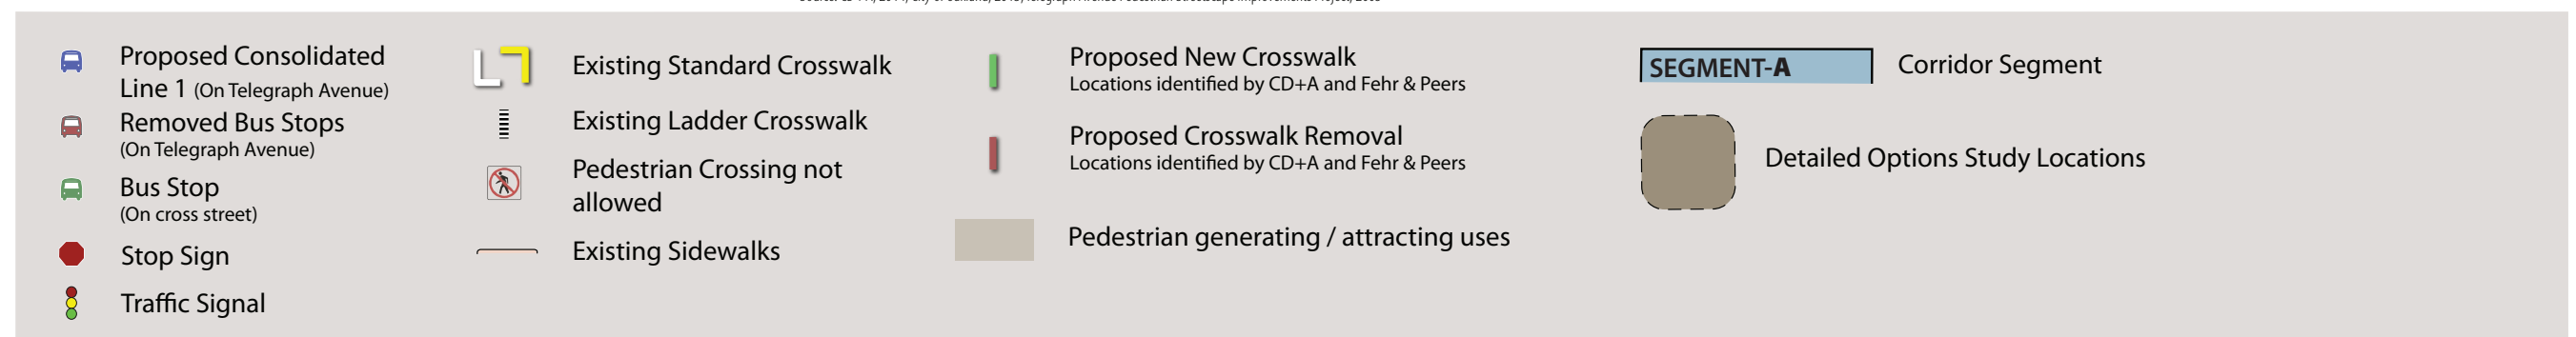 Proposed Consolidated
Line 1 (On Telegraph Avenue)
Removed Bus Stops
(On Telegraph Avenue)
Bus Stop
(On cross street)
Stop Sign
Traffic Signal
Existing Standard Crosswalk
Existing Ladder Crosswalk
Pedestrian Crossing not
allowed
Existing Sidewalks
Proposed New Crosswalk
Locations identified by CD+A and Fehr & Peers
Proposed Crosswalk Removal
Locations identified by CD+A and Fehr & Peers
Pedestrian generating / attracting uses
SEGMENT-A
Corridor Segment
Detailed Options Study Locations